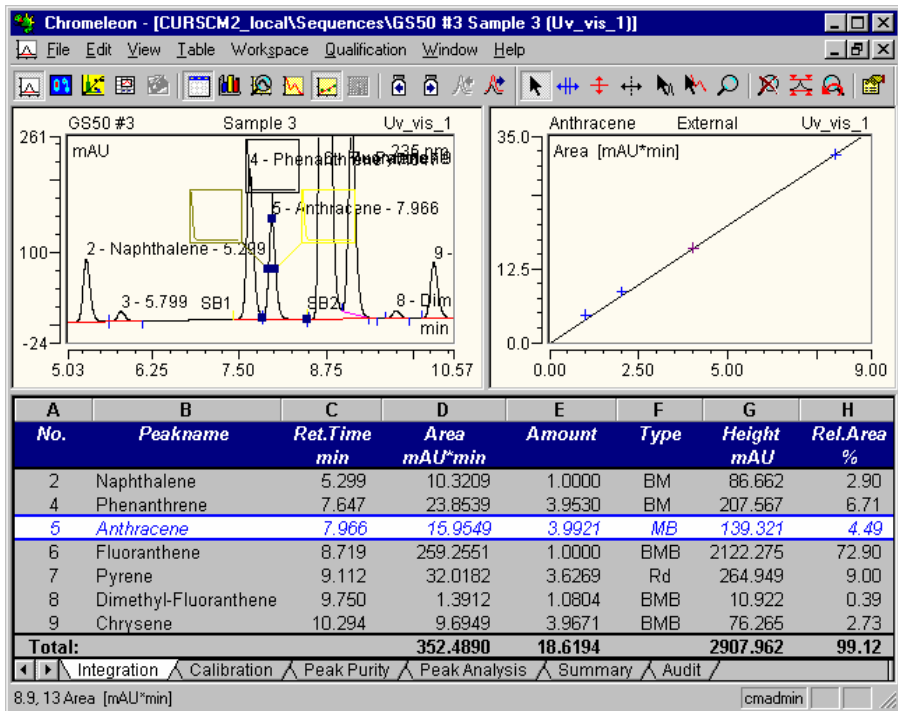 Chromeleon - [CURSCM2_local\Sequences\GS50 #3 Sample 3 (Uv_vis_1)]
File Edit View Table Workspace Qualification Window Help
GS50 #3 Sample 3 Uv_vis_1
261
mAU
235 nm
4 - Phenanthrene
5 - Anthracene - 7.966
100
2 - Naphthalene - 5.299
9 -
3 - 5.799 SB1 SB2 8 - Dim
min
-24
5.03 6.25 7.50 8.75 10.57
Anthracene External Uv_vis_1
35.0
Area [mAU*min]
12.5
0.0
0.00 2.50 5.00 9.00
A B C D E F G H
No. Peakname Ret.Time Area Amount Type Height Rel.Area
min mAU*min mAU %
2 Naphthalene 5.299 10.3209 1.0000 BM 86.662 2.90
4 Phenanthrene 7.647 23.8539 3.9530 BM 207.567 6.71
5 Anthracene 7.966 15.9549 3.9921 MB 139.321 4.49
6 Fluoranthene 8.719 259.2551 1.0000 BMB 2122.275 72.90
7 Pyrene 9.112 32.0182 3.6269 Rd 264.949 9.00
8 Dimethyl-Fluoranthene 9.750 1.3912 1.0804 BMB 10.922 0.39
9 Chrysene 10.294 9.6949 3.9671 BMB 76.265 2.73
Total: 352.4890 18.6194 2907.962 99.12
Integration Calibration Peak Purity Peak Analysis Summary Audit
8.9, 13 Area [mAU*min] cmadmin